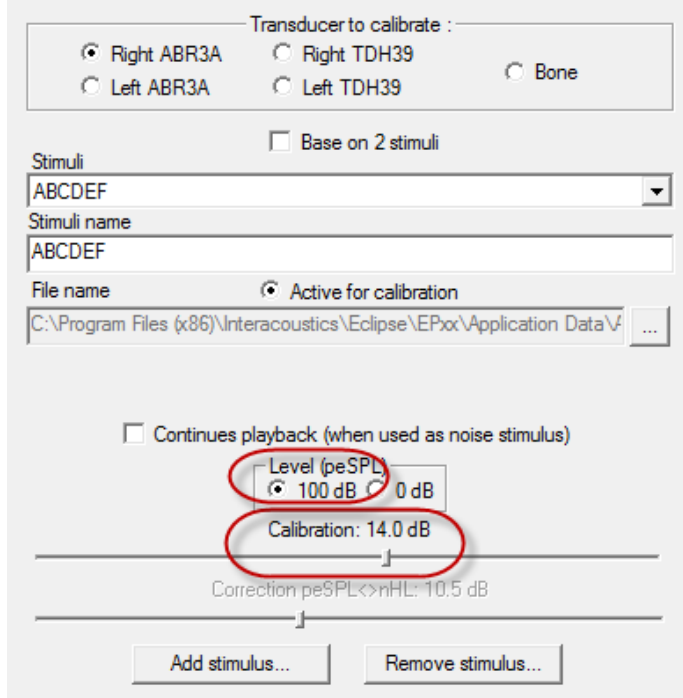 Transducer to calibrate :
Right ABR3A Right TDH39
Bone
Left ABR3A Left TDH39
Base on 2 stimuli
Stimuli
ABCDEF
Stimuli name
ABCDEF
File name Active for calibration
C:\Program Files (x86)\Interacoustics\Eclipse\EPxx\Application Data\A ...
Continues playback (when used as noise stimulus)
Level (peSPL)
100 dB 0 dB
Calibration: 14.0 dB
Correction peSPL<>nHL: 10.5 dB
Add stimulus... Remove stimulus...